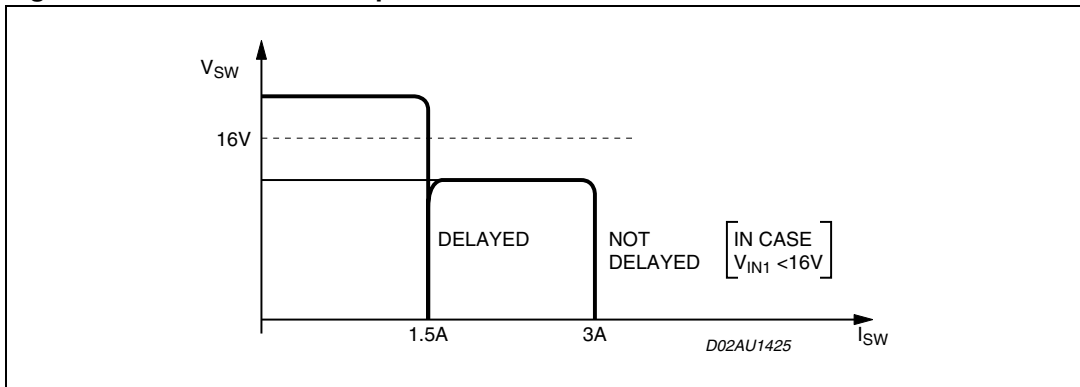 V_SW
16V
DELAYED
NOT
DELAYED
IN CASE
V_IN1 <16V
1.5A
3A
I_SW
D02AU1425